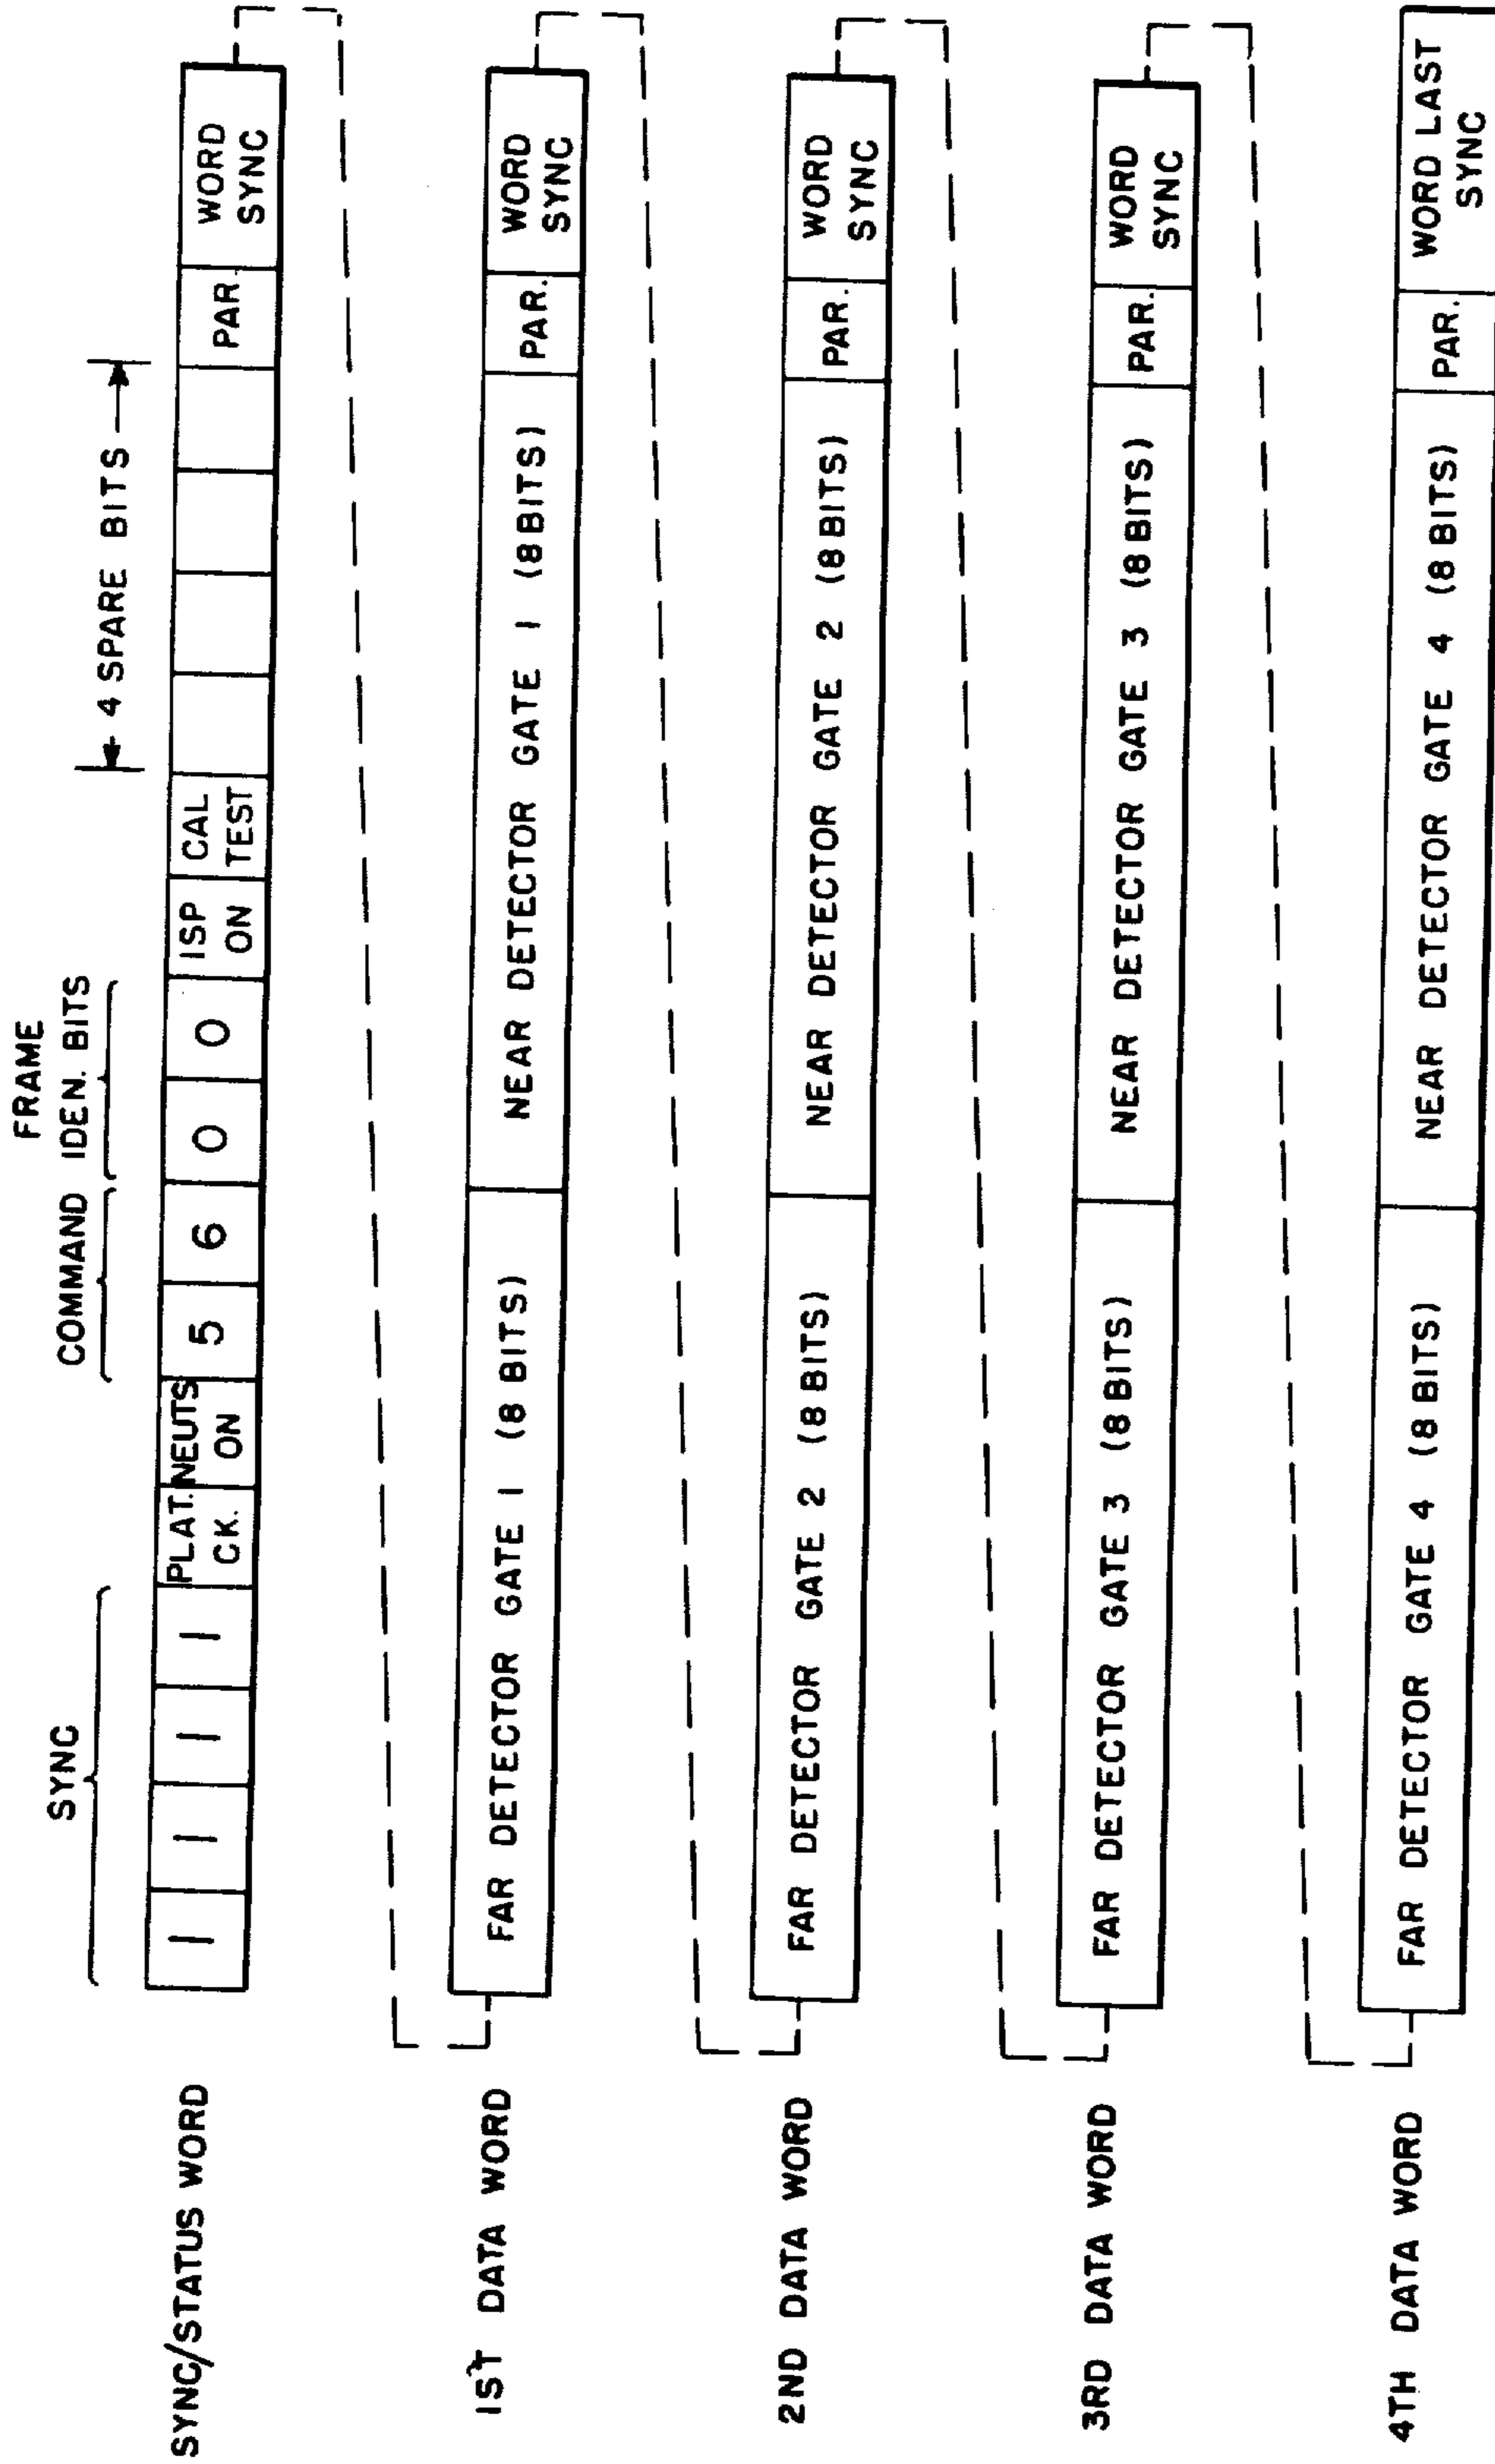 SYNC
COMMAND
FRAME
IDEN. BITS
4 SPARE BITS
SYNC/STATUS WORD
1 1 1 1
PLAT. CK.
NEUTS ON
5 6 0 0
ISP ON
CAL TEST
PAR.
WORD SYNC
1ST DATA WORD
FAR DETECTOR GATE 1 (8 BITS)
NEAR DETECTOR GATE 1 (8 BITS)
PAR.
WORD SYNC
2ND DATA WORD
FAR DETECTOR GATE 2 (8 BITS)
NEAR DETECTOR GATE 2 (8 BITS)
PAR.
WORD SYNC
3RD DATA WORD
FAR DETECTOR GATE 3 (8 BITS)
NEAR DETECTOR GATE 3 (8 BITS)
PAR.
WORD SYNC
4TH DATA WORD
FAR DETECTOR GATE 4 (8 BITS)
NEAR DETECTOR GATE 4 (8 BITS)
PAR.
WORD LAST SYNC